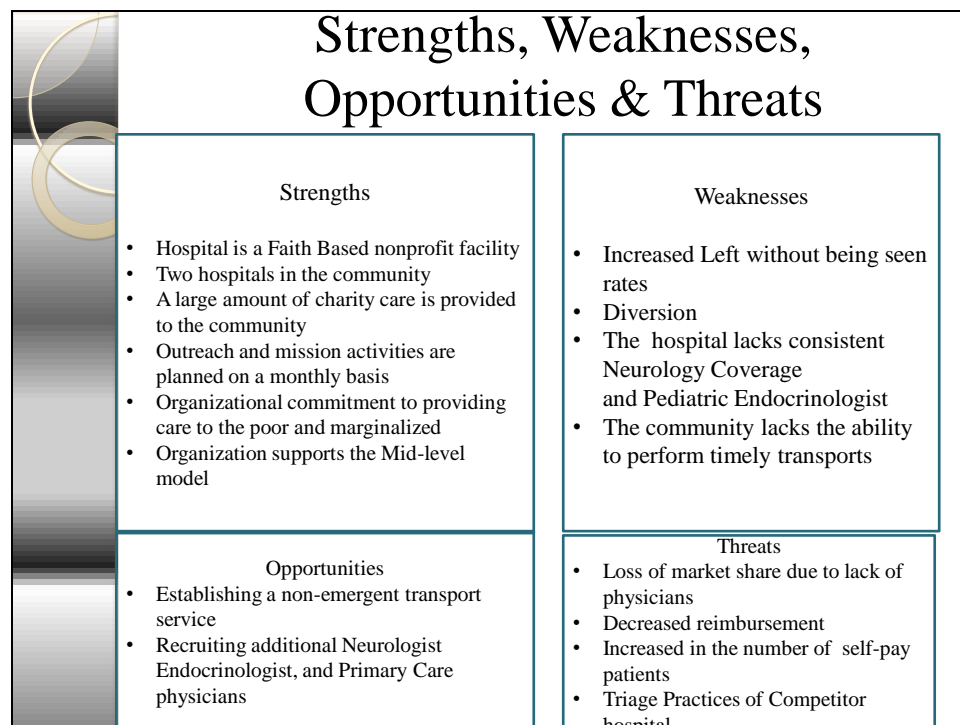 Strengths, Weaknesses,
Opportunities & Threats
Strengths
• Hospital is a Faith Based nonprofit facility
• Two hospitals in the community
• A large amount of charity care is provided
to the community
• Outreach and mission activities are
planned on a monthly basis
• Organizational commitment to providing
care to the poor and marginalized
• Organization supports the Mid-level
model
Weaknesses
• Increased Left without being seen
rates
• Diversion
• The hospital lacks consistent
Neurology Coverage
and Pediatric Endocrinologist
• The community lacks the ability
to perform timely transports
Opportunities
• Establishing a non-emergent transport
service
• Recruiting additional Neurologist
Endocrinologist, and Primary Care
physicians
Threats
• Loss of market share due to lack of
physicians
• Decreased reimbursement
• Increased in the number of self-pay
patients
• Triage Practices of Competitor
hospital